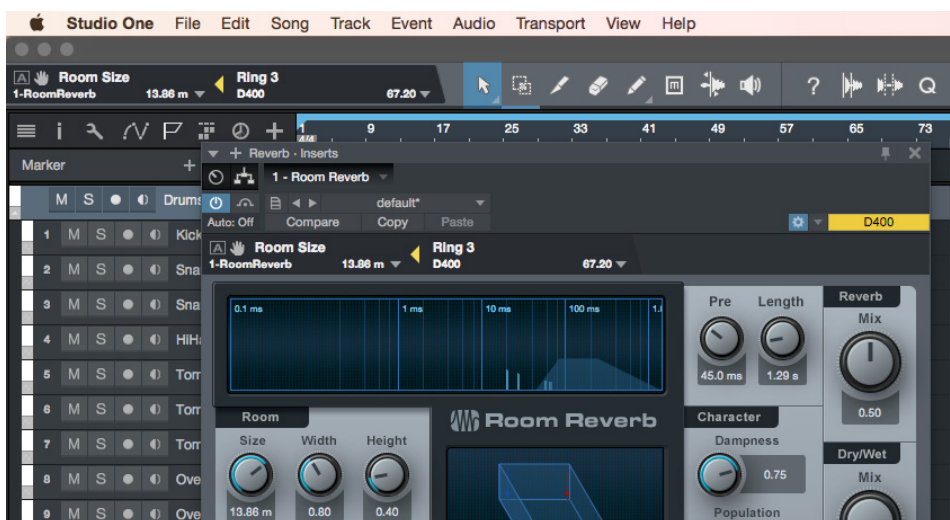 Studio One File Edit Song Track Event Audio Transport View Help
A Room Size Ring 3
1-RoomReverb 13.86 m D400 67.20
m ? Q
i 1 9 17 25 33 41 49 57 65 73
4/4
Marker + Reverb - Inserts
1 - Room Reverb
M S Drums default*
Auto: Off Compare Copy Paste D400
1 M S Kick
A Room Size Ring 3
1-RoomReverb 13.86 m D400 67.20
2 M S Sna
3 M S Sna
4 M S HiHa
5 M S Tom
6 M S Tom
7 M S Tom
8 M S Ove
9 M S Ove
0.1 ms 1 ms 10 ms 100 ms 1.
Pre Length
45.0 ms 1.29 s
Reverb
Mix
0.50
Room
Size Width Height
13.86 m 0.80 0.40
Room Reverb
Character
Dampness
0.75
Population
Dry/Wet
Mix